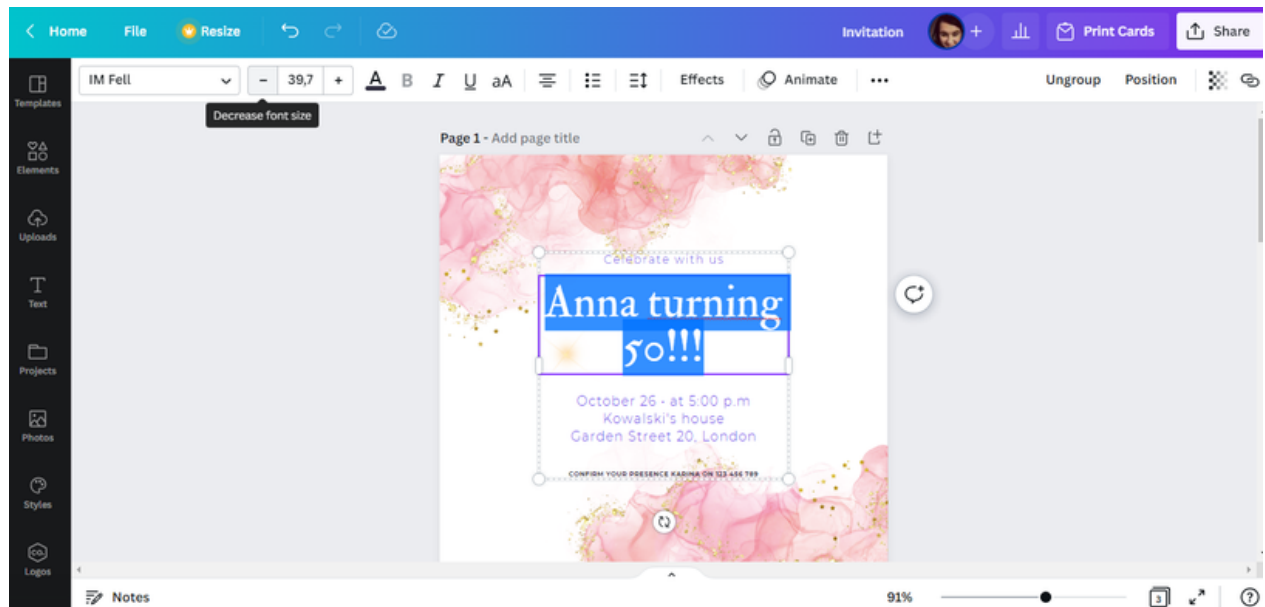 Home File Resize Invitation + Print Cards Share
IM Fell - 39,7 + A B I U aA Effects Animate ... Ungroup Position
Decrease font size
Templates
Elements
Uploads
Text
Projects
Photos
Styles
CO.
Logos
Page 1 - Add page title
Celebrate with us
Anna turning
50!!!
October 26 - at 5:00 p.m
Kowalski's house
Garden Street 20, London
CONFIRM YOUR PRESENCE KARINA ON 123 456 789
Notes 91% 3 ?